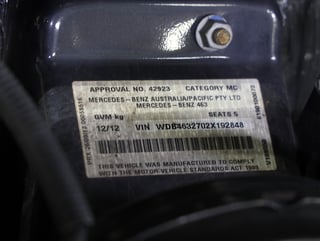 APPROVAL NO. 42923 CATEGORY MC
MERCEDES-BENZ AUSTRALIA/PACIFIC PTY LTD
MERCEDES-BENZ 463
GVM kg SEATS 5
12/12 VIN WDB4632702X192848
THIS VEHICLE WAS MANUFACTURED TO COMPLY
WITH THE MOTOR VEHICLE STANDARDS ACT 1989